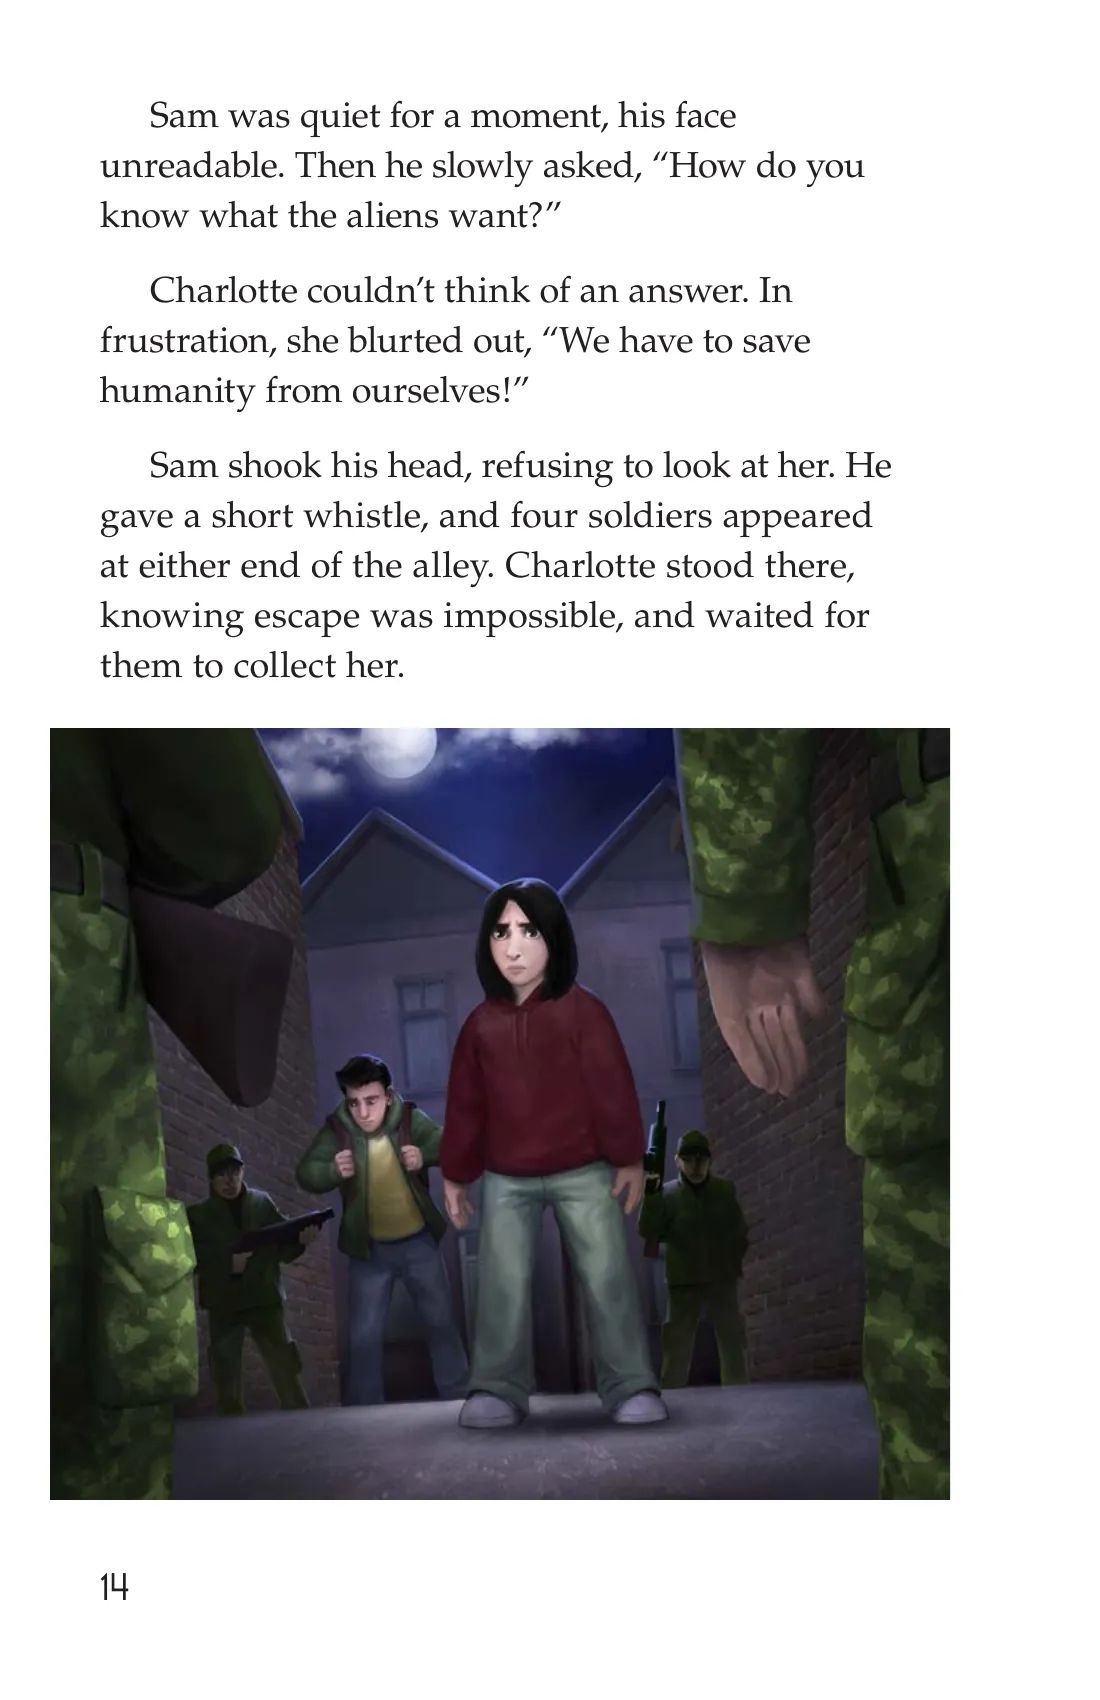 Sam was quiet for a moment, his face
unreadable. Then he slowly asked, “How do you
know what the aliens want?”
Charlotte couldn’t think of an answer. In
frustration, she blurted out, “We have to save
humanity from ourselves!”
Sam shook his head, refusing to look at her. He
gave a short whistle, and four soldiers appeared
at either end of the alley. Charlotte stood there,
knowing escape was impossible, and waited for
them to collect her.
14